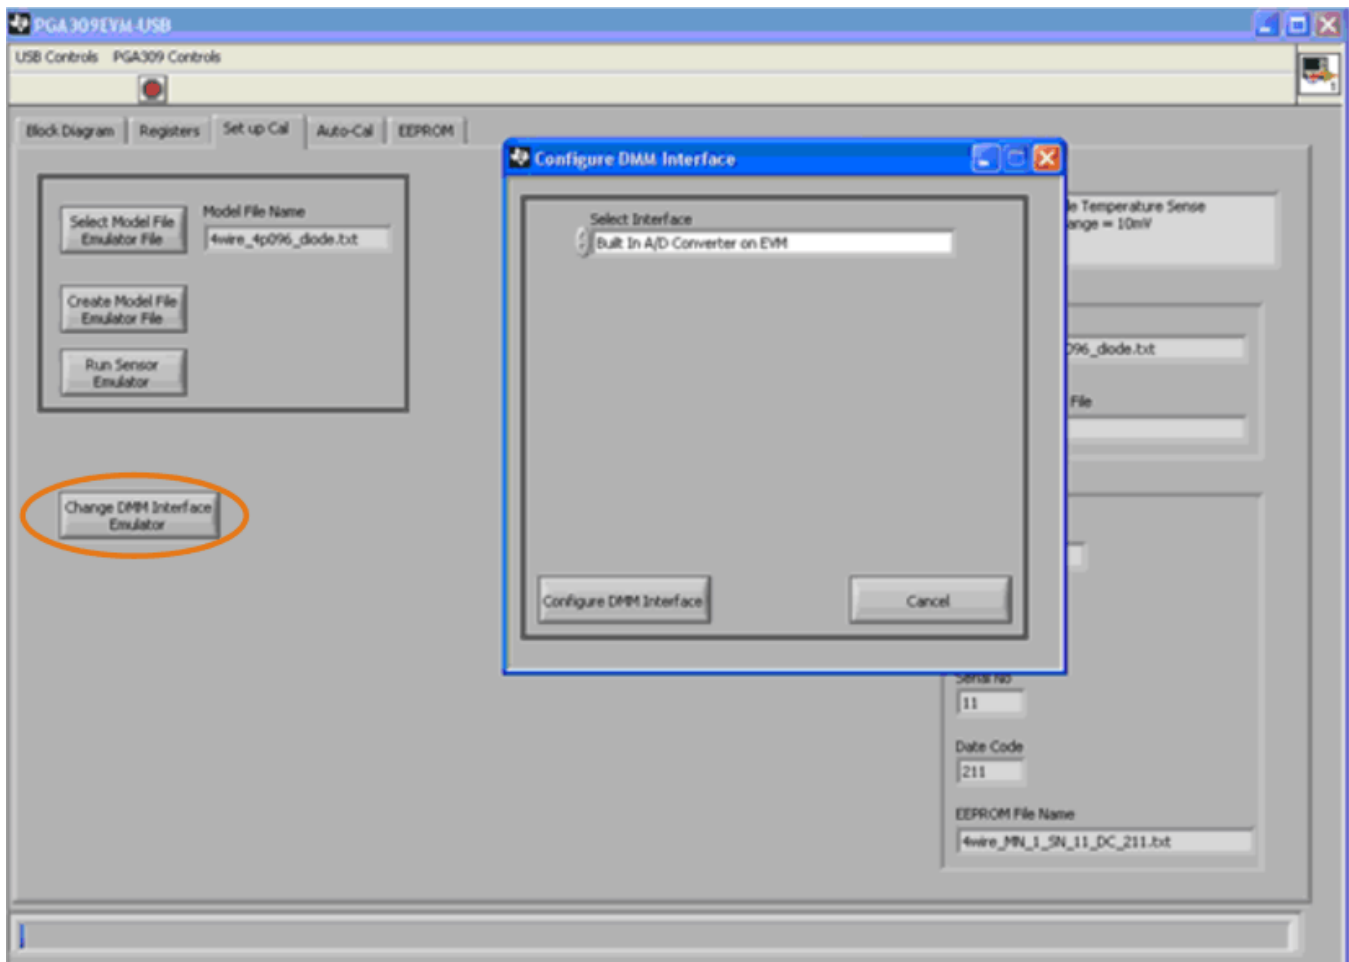 PGA309EVM-USB
USB Controls PGA309 Controls
1
Block Diagram Registers Set up Cal Auto-Cal EEPROM
Select Model File
Emulator File
Model File Name
4wire_4p096_diode.txt
Create Model File
Emulator File
Run Sensor
Emulator
Change DMM Interface
Emulator
Configure DMM Interface
Select Interface
Built In A/D Converter on EVM
Configure DMM Interface
Cancel
Temperature Sense
ange = 10mV
096_diode.txt
File
Serial No
11
Date Code
211
EEPROM File Name
4wire_MN_1_SN_11_DC_211.txt